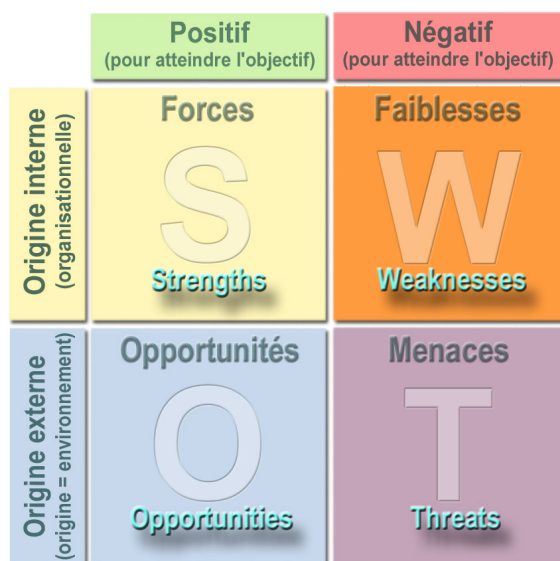 Positif
(pour atteindre l'objectif)
Négatif
(pour atteindre l'objectif)
Origine interne
(organisationnelle)
Forces
S
Strengths
Faiblesses
W
Weaknesses
Origine externe
(origine = environnement)
Opportunités
O
Opportunities
Menaces
T
Threats